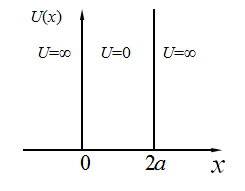 U(x)
U=∞ U=0 U=∞
0 2a x